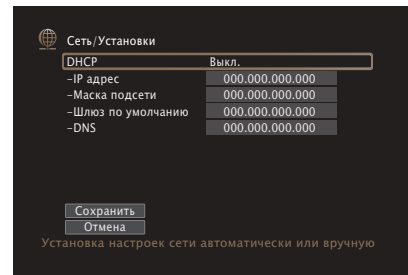 Сеть/Установки
DHCP Выкл.
–IP адрес 000.000.000.000
–Маска подсети 000.000.000.000
–Шлюз по умолчанию 000.000.000.000
–DNS 000.000.000.000
Сохранить
Отмена
Установка настроек сети автоматически или вручную